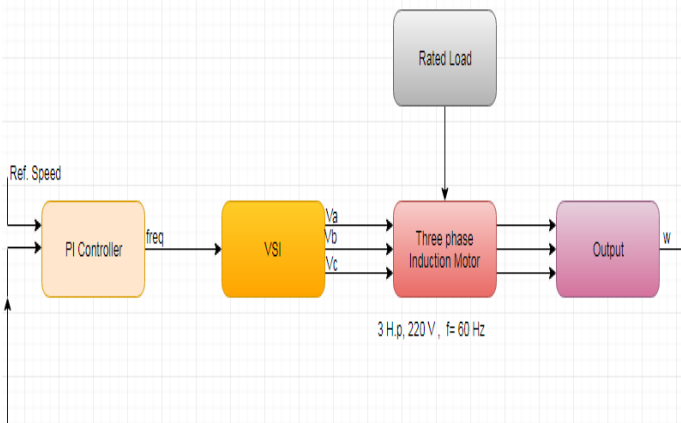 Rated Load
Ref. Speed
PI Controller
freq
VSI
Va
Vb
Vc
Three phase
Induction Motor
Output
w
3 H.p, 220 V , f= 60 Hz